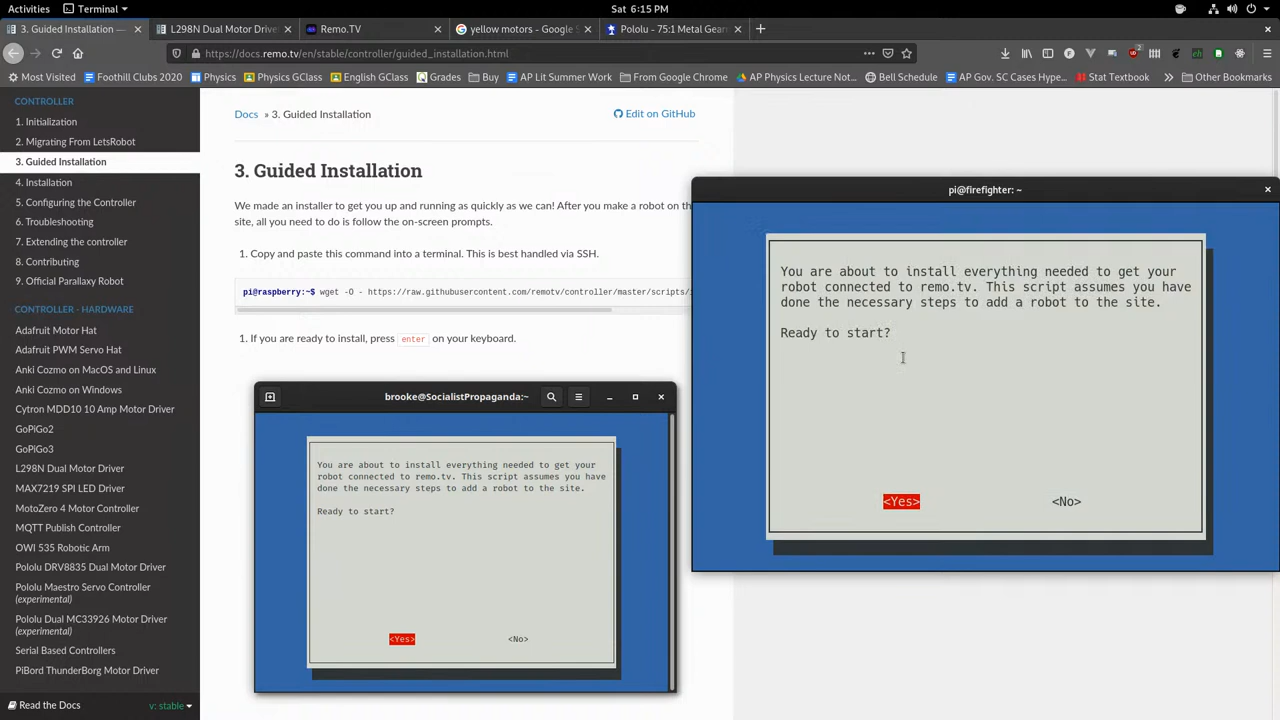 Activities
Terminal
Sat 6:15 PM
3. Guided Installation —
L298N Dual Motor Driver
Remo.TV
yellow motors - Google S
Pololu - 75:1 Metal Gearm
https://docs.remo.tv/en/stable/controller/guided_installation.html
2
Most Visited
Foothill Clubs 2020
Physics
Physics GClass
English GClass
Grades
Buy
AP Lit Summer Work
From Google Chrome
AP Physics Lecture Not…
Bell Schedule
AP Gov. SC Cases Hype…
Stat Textbook
Other Bookmarks
CONTROLLER
1. Initialization
2. Migrating From LetsRobot
3. Guided Installation
4. Installation
5. Configuring the Controller
6. Troubleshooting
7. Extending the controller
8. Contributing
9. Official Parallaxy Robot
CONTROLLER - HARDWARE
Adafruit Motor Hat
Adafruit PWM Servo Hat
Anki Cozmo on MacOS and Linux
Anki Cozmo on Windows
Cytron MDD10 10 Amp Motor Driver
GoPiGo2
GoPiGo3
L298N Dual Motor Driver
MAX7219 SPI LED Driver
MotoZero 4 Motor Controller
MQTT Publish Controller
OWI 535 Robotic Arm
Pololu DRV8835 Dual Motor Driver
Pololu Maestro Servo Controller
(experimental)
Pololu Dual MC33926 Motor Driver
(experimental)
Serial Based Controllers
PiBord ThunderBorg Motor Driver
Read the Docs
v: stable
Docs » 3. Guided Installation
Edit on GitHub
3. Guided Installation
We made an installer to get you up and running as quickly as we can! After you make a robot on th
site, all you need to do is follow the on-screen prompts.
1. Copy and paste this command into a terminal. This is best handled via SSH.
pi@raspberry:~$ wget -O - https://raw.githubusercontent.com/remotv/controller/master/scripts/i
1. If you are ready to install, press enter on your keyboard.
brooke@SocialistPropaganda:~
You are about to install everything needed to get your
robot connected to remo.tv. This script assumes you have
done the necessary steps to add a robot to the site.
Ready to start?
<Yes>
<No>
pi@firefighter: ~
You are about to install everything needed to get your
robot connected to remo.tv. This script assumes you have
done the necessary steps to add a robot to the site.
Ready to start?
<Yes>
<No>